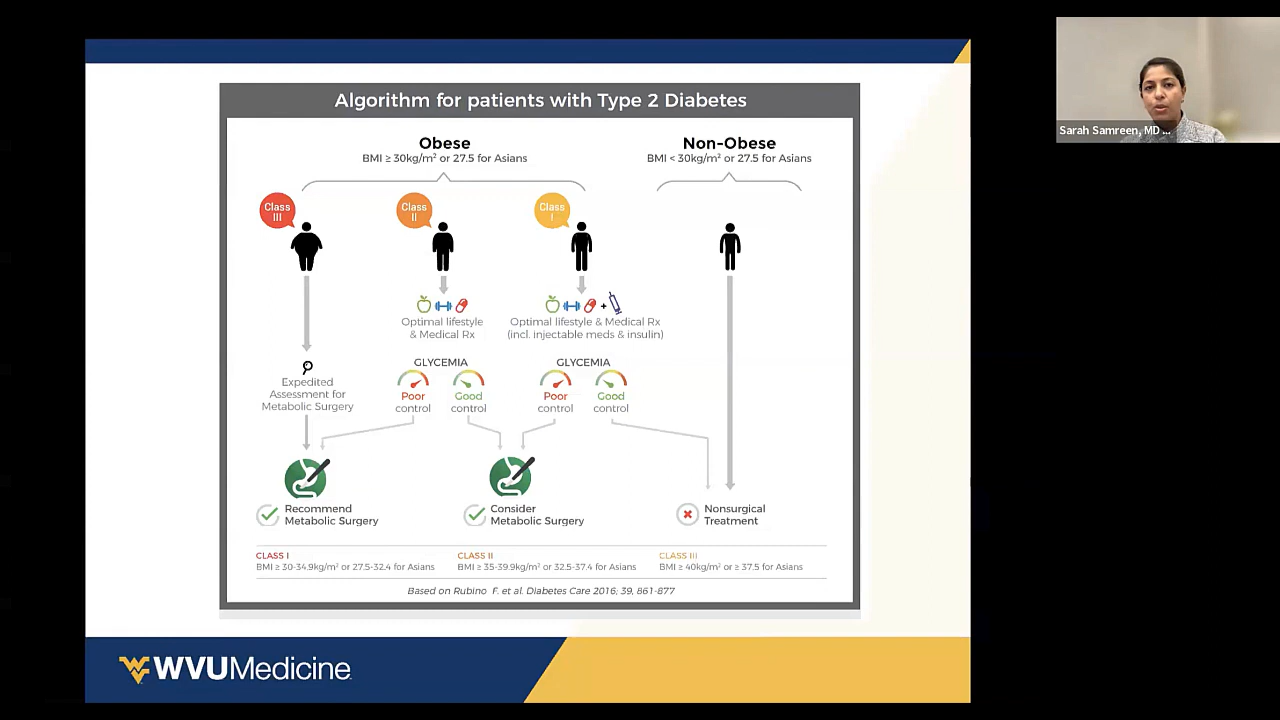 Algorithm for patients with Type 2 Diabetes
Obese
BMI ≥ 30kg/m² or 27.5 for Asians
Non-Obese
BMI < 30kg/m² or 27.5 for Asians
Class
III
Class
II
Class
I
Optimal lifestyle
& Medical Rx
+
Optimal lifestyle & Medical Rx
(incl. injectable meds & insulin)
Expedited
Assessment for
Metabolic Surgery
GLYCEMIA
Poor
control
Good
control
GLYCEMIA
Poor
control
Good
control
Recommend
Metabolic Surgery
Consider
Metabolic Surgery
Nonsurgical
Treatment
CLASS I
BMI ≥ 30-34.9kg/m² or 27.5-32.4 for Asians
CLASS II
BMI ≥ 35-39.9kg/m² or 32.5-37.4 for Asians
CLASS III
BMI ≥ 40kg/m² or ≥ 37.5 for Asians
Based on Rubino F. et al. Diabetes Care 2016; 39, 861-877
WVUMedicine
Sarah Samreen, MD ...